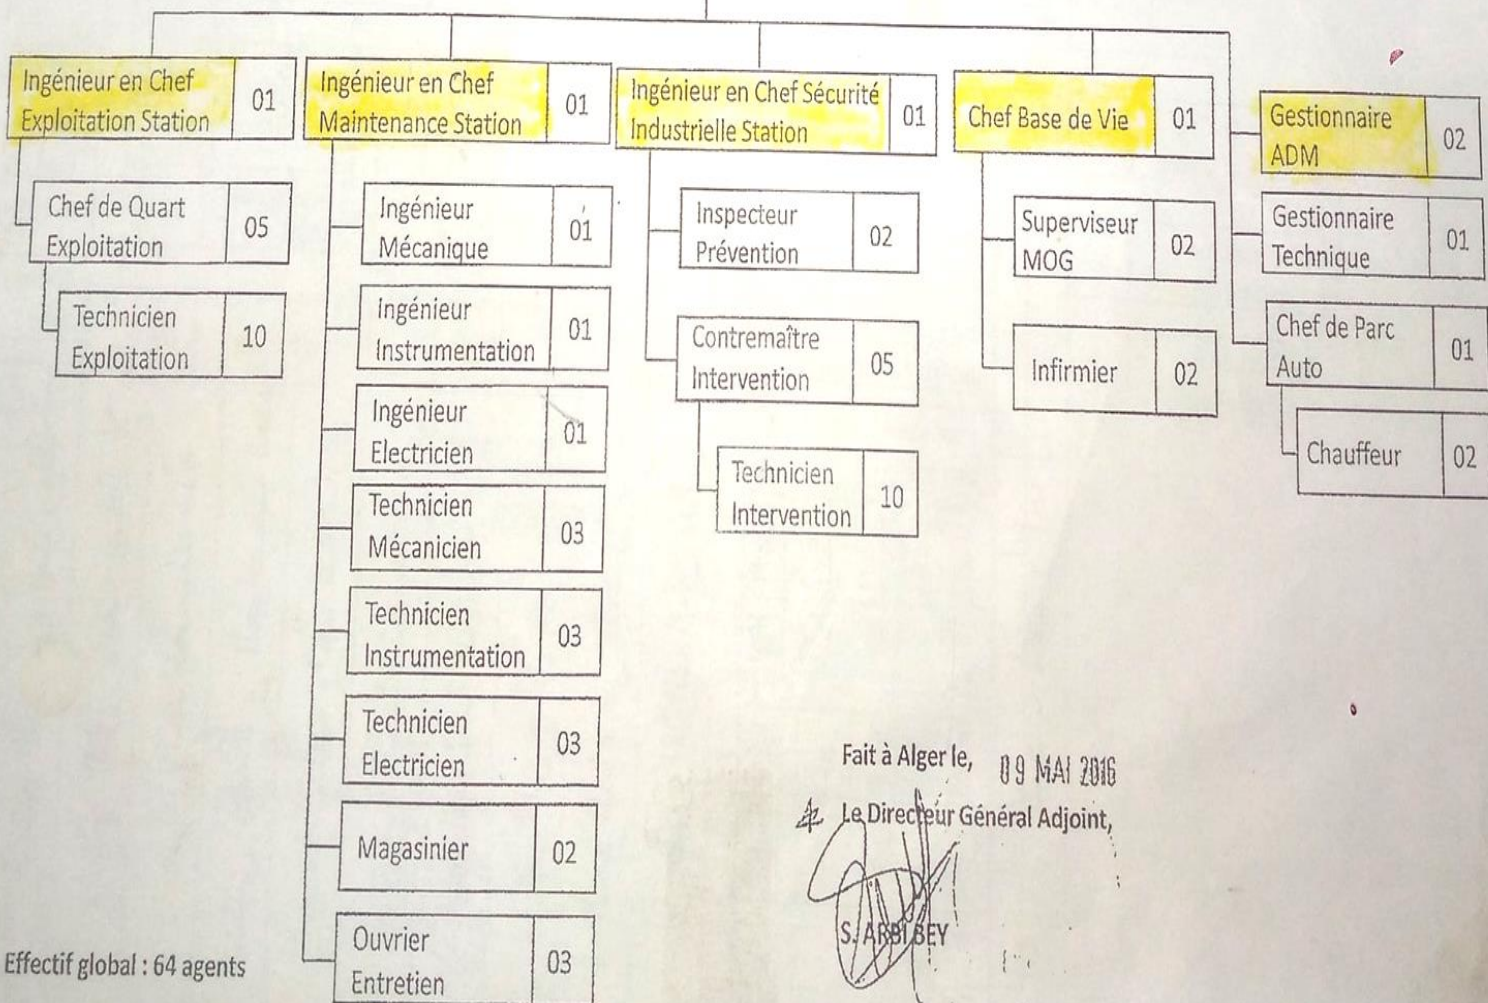 Ingénieur en Chef
Exploitation Station
01
Chef de Quart
Exploitation
05
Technicien
Exploitation
10
Ingénieur en Chef
Maintenance Station
01
Ingénieur
Mécanique
01
Ingénieur
Instrumentation
01
Ingénieur
Electricien
01
Technicien
Mécanicien
03
Technicien
Instrumentation
03
Technicien
Electricien
03
Magasinier
02
Ouvrier
Entretien
03
Ingénieur en Chef Sécurité
Industrielle Station
01
Inspecteur
Prévention
02
Contremaître
Intervention
05
Technicien
Intervention
10
Chef Base de Vie
01
Superviseur
MOG
02
Infirmier
02
Gestionnaire
ADM
02
Gestionnaire
Technique
01
Chef de Parc
Auto
01
Chauffeur
02
Fait à Alger le, 09 MAI 2016
Le Directeur Général Adjoint,
S. ARBI BEY
Effectif global : 64 agents